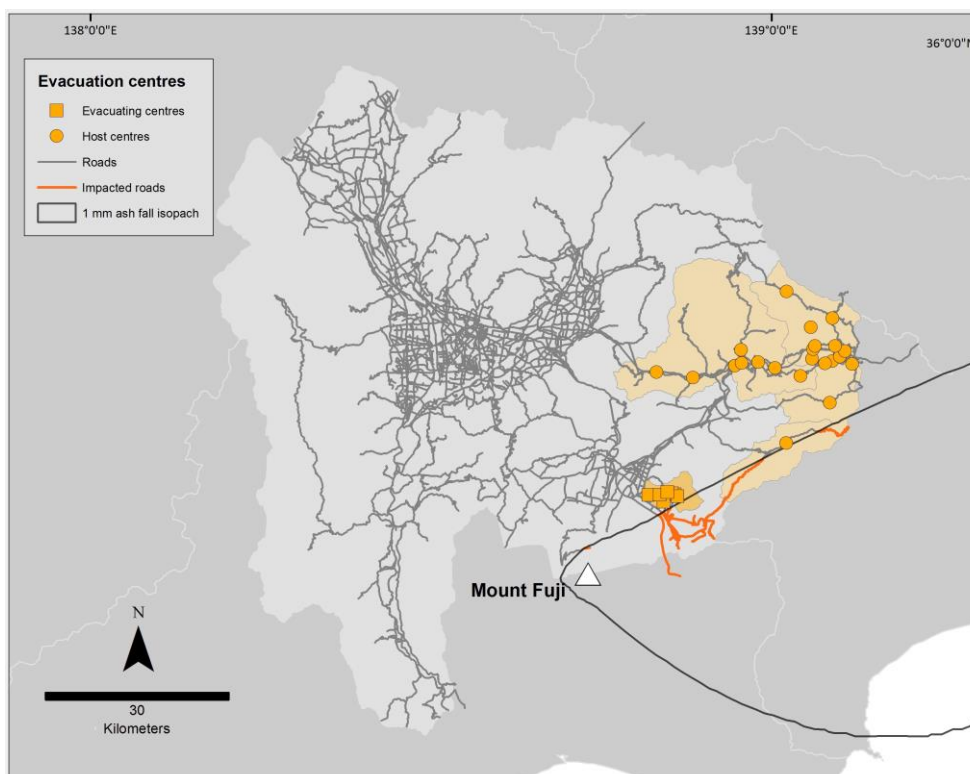 138°0'0"E
139°0'0"E
36°0'0"N
Evacuation centres
Evacuating centres
Host centres
Roads
Impacted roads
1 mm ash fall isopach
Mount Fuji
N
30
Kilometers